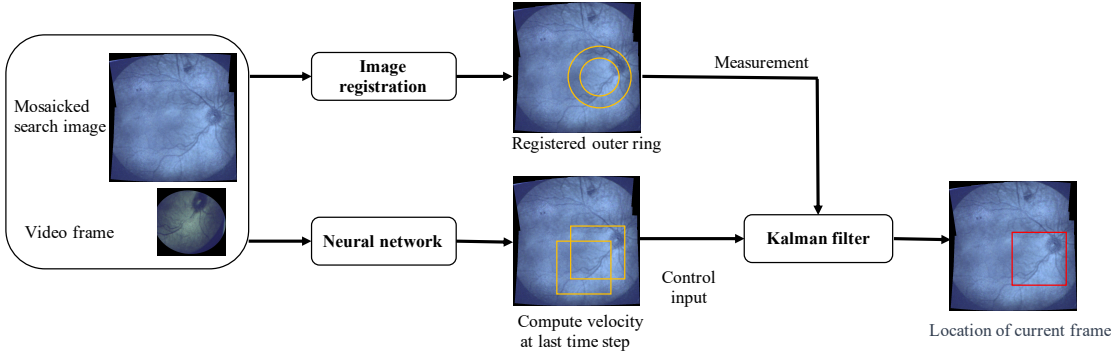 Mosaicked
search image
Video frame
Image
registration
Registered outer ring
Measurement
Neural network
Compute velocity
at last time step
Control
input
Kalman filter
Location of current frame